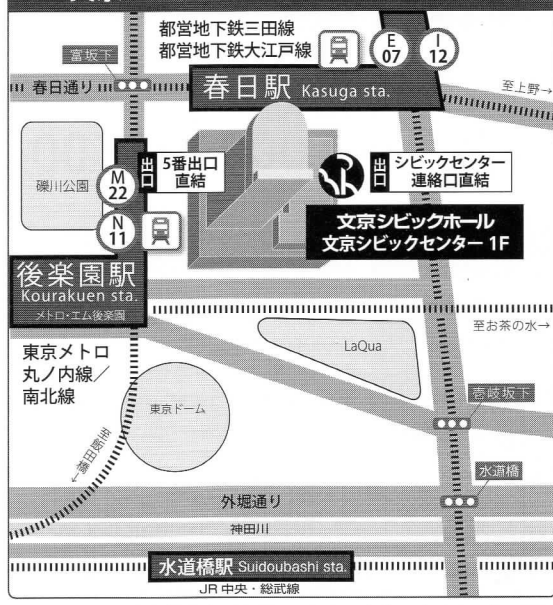 都営地下鉄三田線
都営地下鉄大江戸線
E
07
I
12
富坂下
春日通り
春日駅 Kasuga sta.
至上野→
礫川公園
M
22
出口
5番出口
直結
出口
シビックセンター
連絡口直結
N
11
文京シビックホール
文京シビックセンター 1F
後楽園駅
Kourakuen sta.
メトロ・エム後楽園
至お茶の水→
東京メトロ
丸ノ内線/
南北線
LaQua
東京ドーム
壱岐坂下
至飯田橋→
水道橋
外堀通り
神田川
水道橋駅 Suidoubashi sta.
JR 中央・総武線